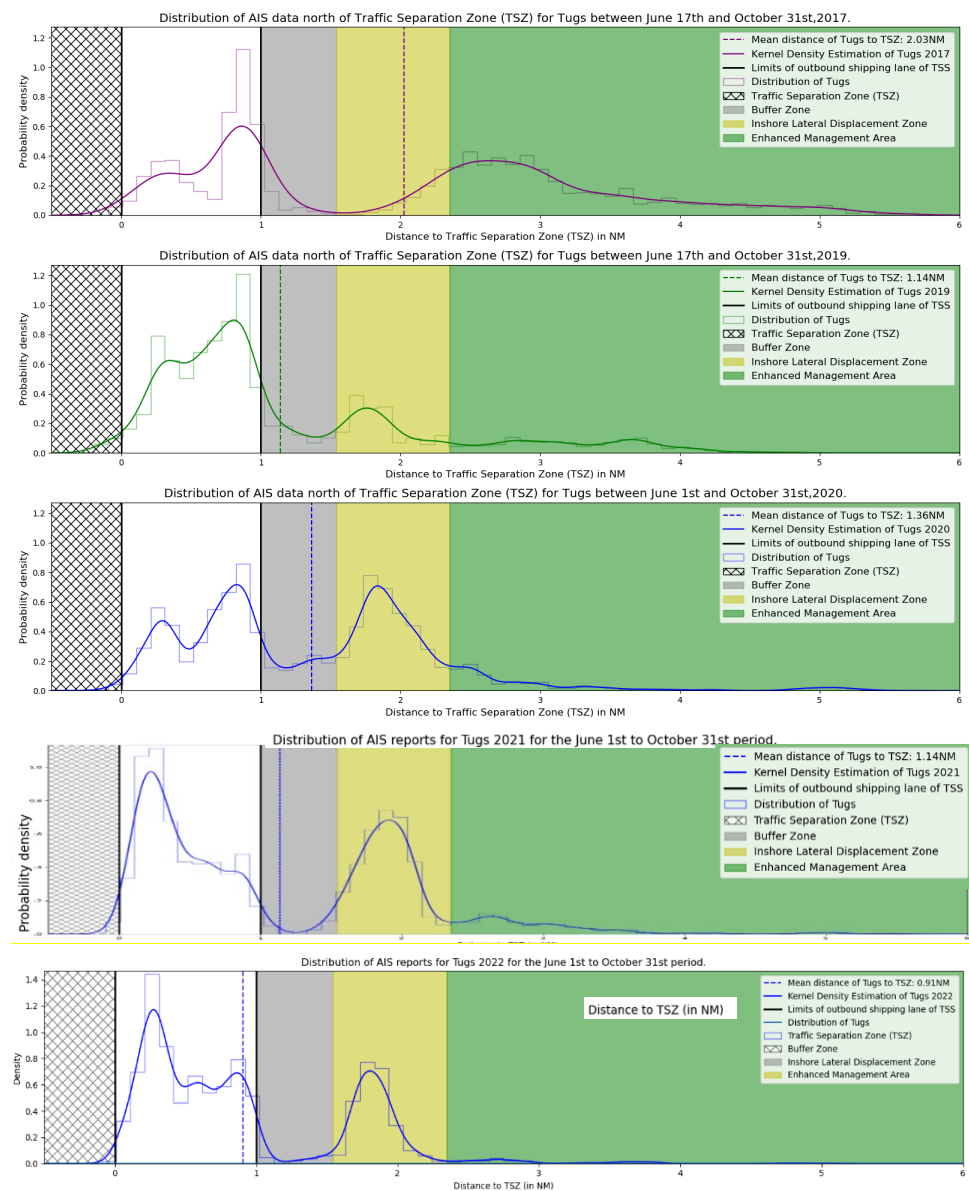 Distribution of AIS data north of Traffic Separation Zone (TSZ) for Tugs between June 17th and October 31st,2017.
Probability density
1.2
1.0
0.8
0.6
0.4
0.2
0.0
Mean distance of Tugs to TSZ: 2.03NM
Kernel Density Estimation of Tugs 2017
Limits of outbound shipping lane of TSS
Distribution of Tugs
Traffic Separation Zone (TSZ)
Buffer Zone
Inshore Lateral Displacement Zone
Enhanced Management Area
0 1 2 3 4 5 6
Distance to Traffic Separation Zone (TSZ) in NM
Distribution of AIS data north of Traffic Separation Zone (TSZ) for Tugs between June 17th and October 31st,2019.
Probability density
1.2
1.0
0.8
0.6
0.4
0.2
0.0
Mean distance of Tugs to TSZ: 1.14NM
Kernel Density Estimation of Tugs 2019
Limits of outbound shipping lane of TSS
Distribution of Tugs
Traffic Separation Zone (TSZ)
Buffer Zone
Inshore Lateral Displacement Zone
Enhanced Management Area
0 1 2 3 4 5 6
Distance to Traffic Separation Zone (TSZ) in NM
Distribution of AIS data north of Traffic Separation Zone (TSZ) for Tugs between June 1st and October 31st,2020.
Probability density
1.2
1.0
0.8
0.6
0.4
0.2
0.0
Mean distance of Tugs to TSZ: 1.36NM
Kernel Density Estimation of Tugs 2020
Limits of outbound shipping lane of TSS
Distribution of Tugs
Traffic Separation Zone (TSZ)
Buffer Zone
Inshore Lateral Displacement Zone
Enhanced Management Area
0 1 2 3 4 5 6
Distance to Traffic Separation Zone (TSZ) in NM
Distribution of AIS reports for Tugs 2021 for the June 1st to October 31st period.
Probability density
Mean distance of Tugs to TSZ: 1.14NM
Kernel Density Estimation of Tugs 2021
Limits of outbound shipping lane of TSS
Distribution of Tugs
Traffic Separation Zone (TSZ)
Buffer Zone
Inshore Lateral Displacement Zone
Enhanced Management Area
Distribution of AIS reports for Tugs 2022 for the June 1st to October 31st period.
Density
1.4
1.2
1.0
0.8
0.6
0.4
0.2
0.0
Distance to TSZ (in NM)
Mean distance of Tugs to TSZ: 0.91NM
Kernel Density Estimation of Tugs 2022
Limits of outbound shipping lane of TSS
Distribution of Tugs
Traffic Separation Zone (TSZ)
Buffer Zone
Inshore Lateral Displacement Zone
Enhanced Management Area
0 1 2 3 4 5 6
Distance to TSZ (in NM)